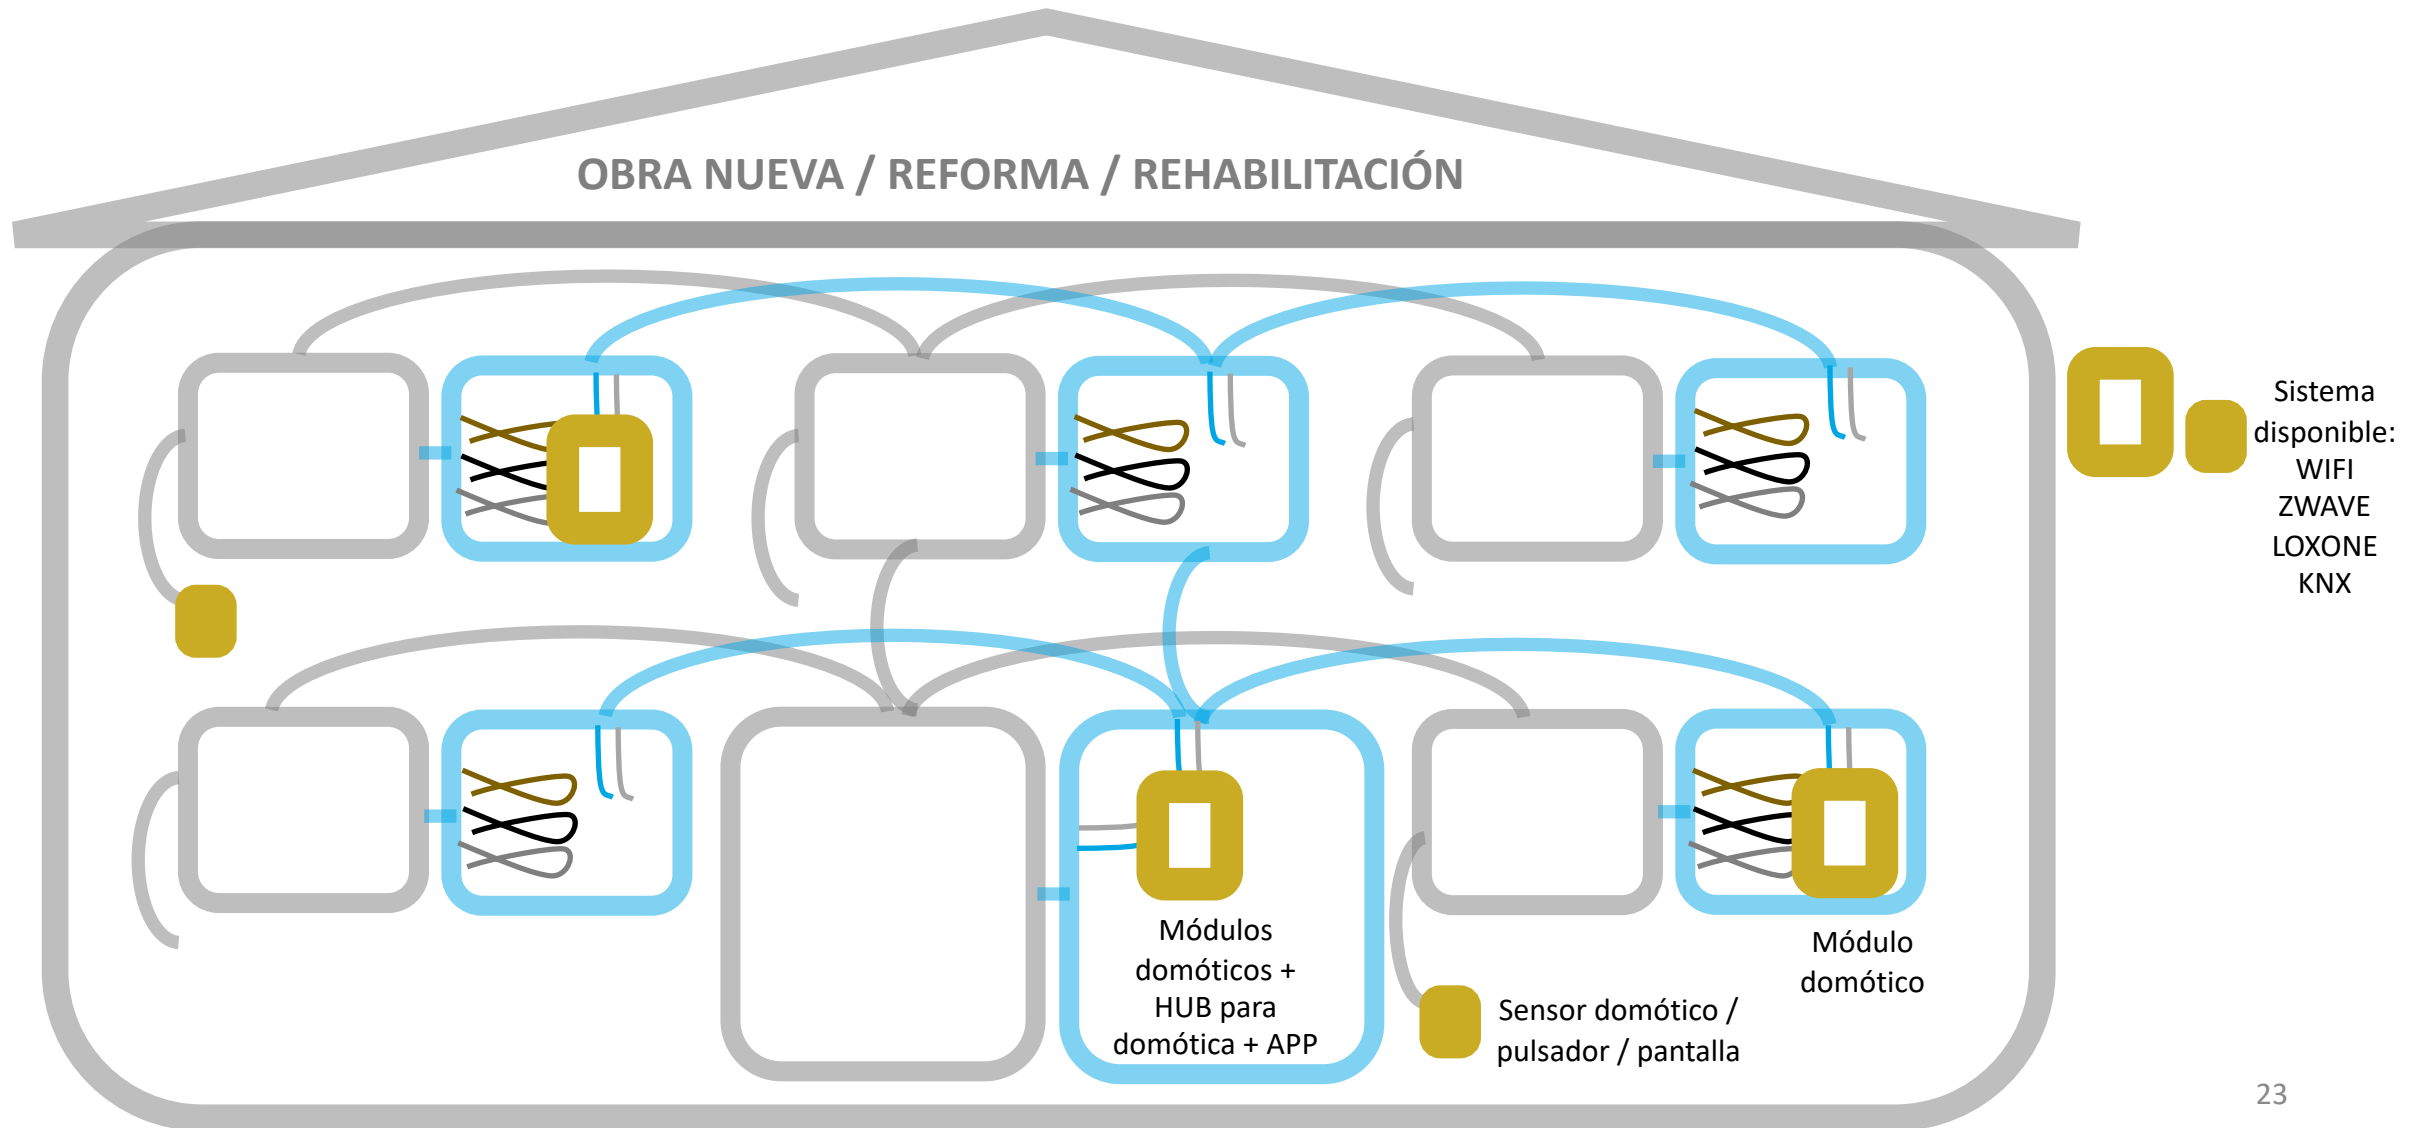 OBRA NUEVA / REFORMA / REHABILITACIÓN
Sistema
disponible:
WIFI
ZWAVE
LOXONE
KNX
Módulos
domóticos +
HUB para
domótica + APP
Módulo
domótico
Sensor domótico /
pulsador / pantalla
23